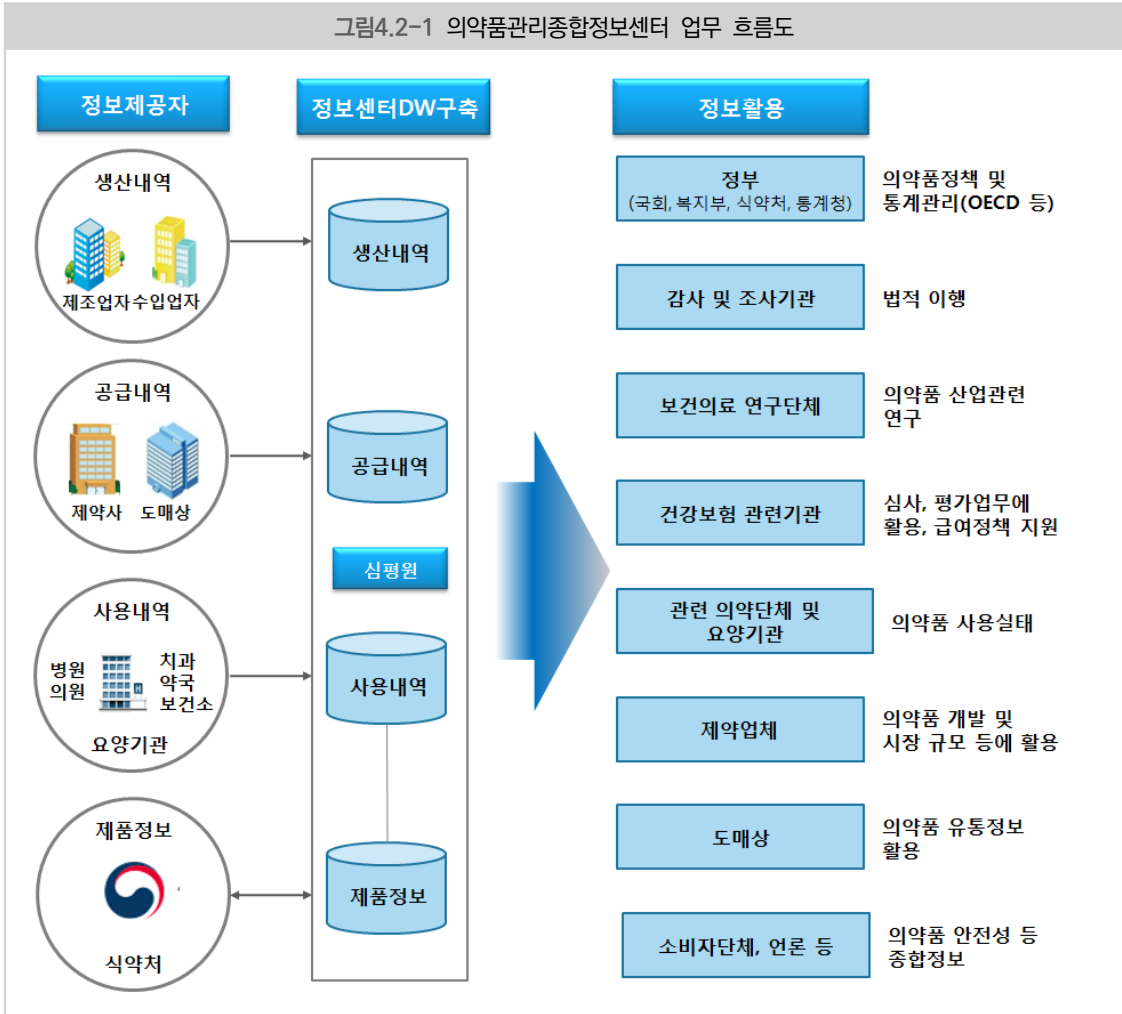 그림4.2-1 의약품관리종합정보센터 업무 흐름도
정보제공자
정보센터DW구축
정보활용
생산내역
제조업자 수입업자
공급내역
제약사 도매상
사용내역
병원
의원
치과
약국
보건소
요양기관
제품정보
식약처
생산내역
공급내역
심평원
사용내역
제품정보
정부
(국회, 복지부, 식약처, 통계청)
의약품정책 및
통계관리(OECD 등)
감사 및 조사기관
법적 이행
보건의료 연구단체
의약품 산업관련
연구
건강보험 관련기관
심사, 평가업무에
활용, 급여정책 지원
관련 의약단체 및
요양기관
의약품 사용실태
제약업체
의약품 개발 및
시장 규모 등에 활용
도매상
의약품 유통정보
활용
소비자단체, 언론 등
의약품 안전성 등
종합정보